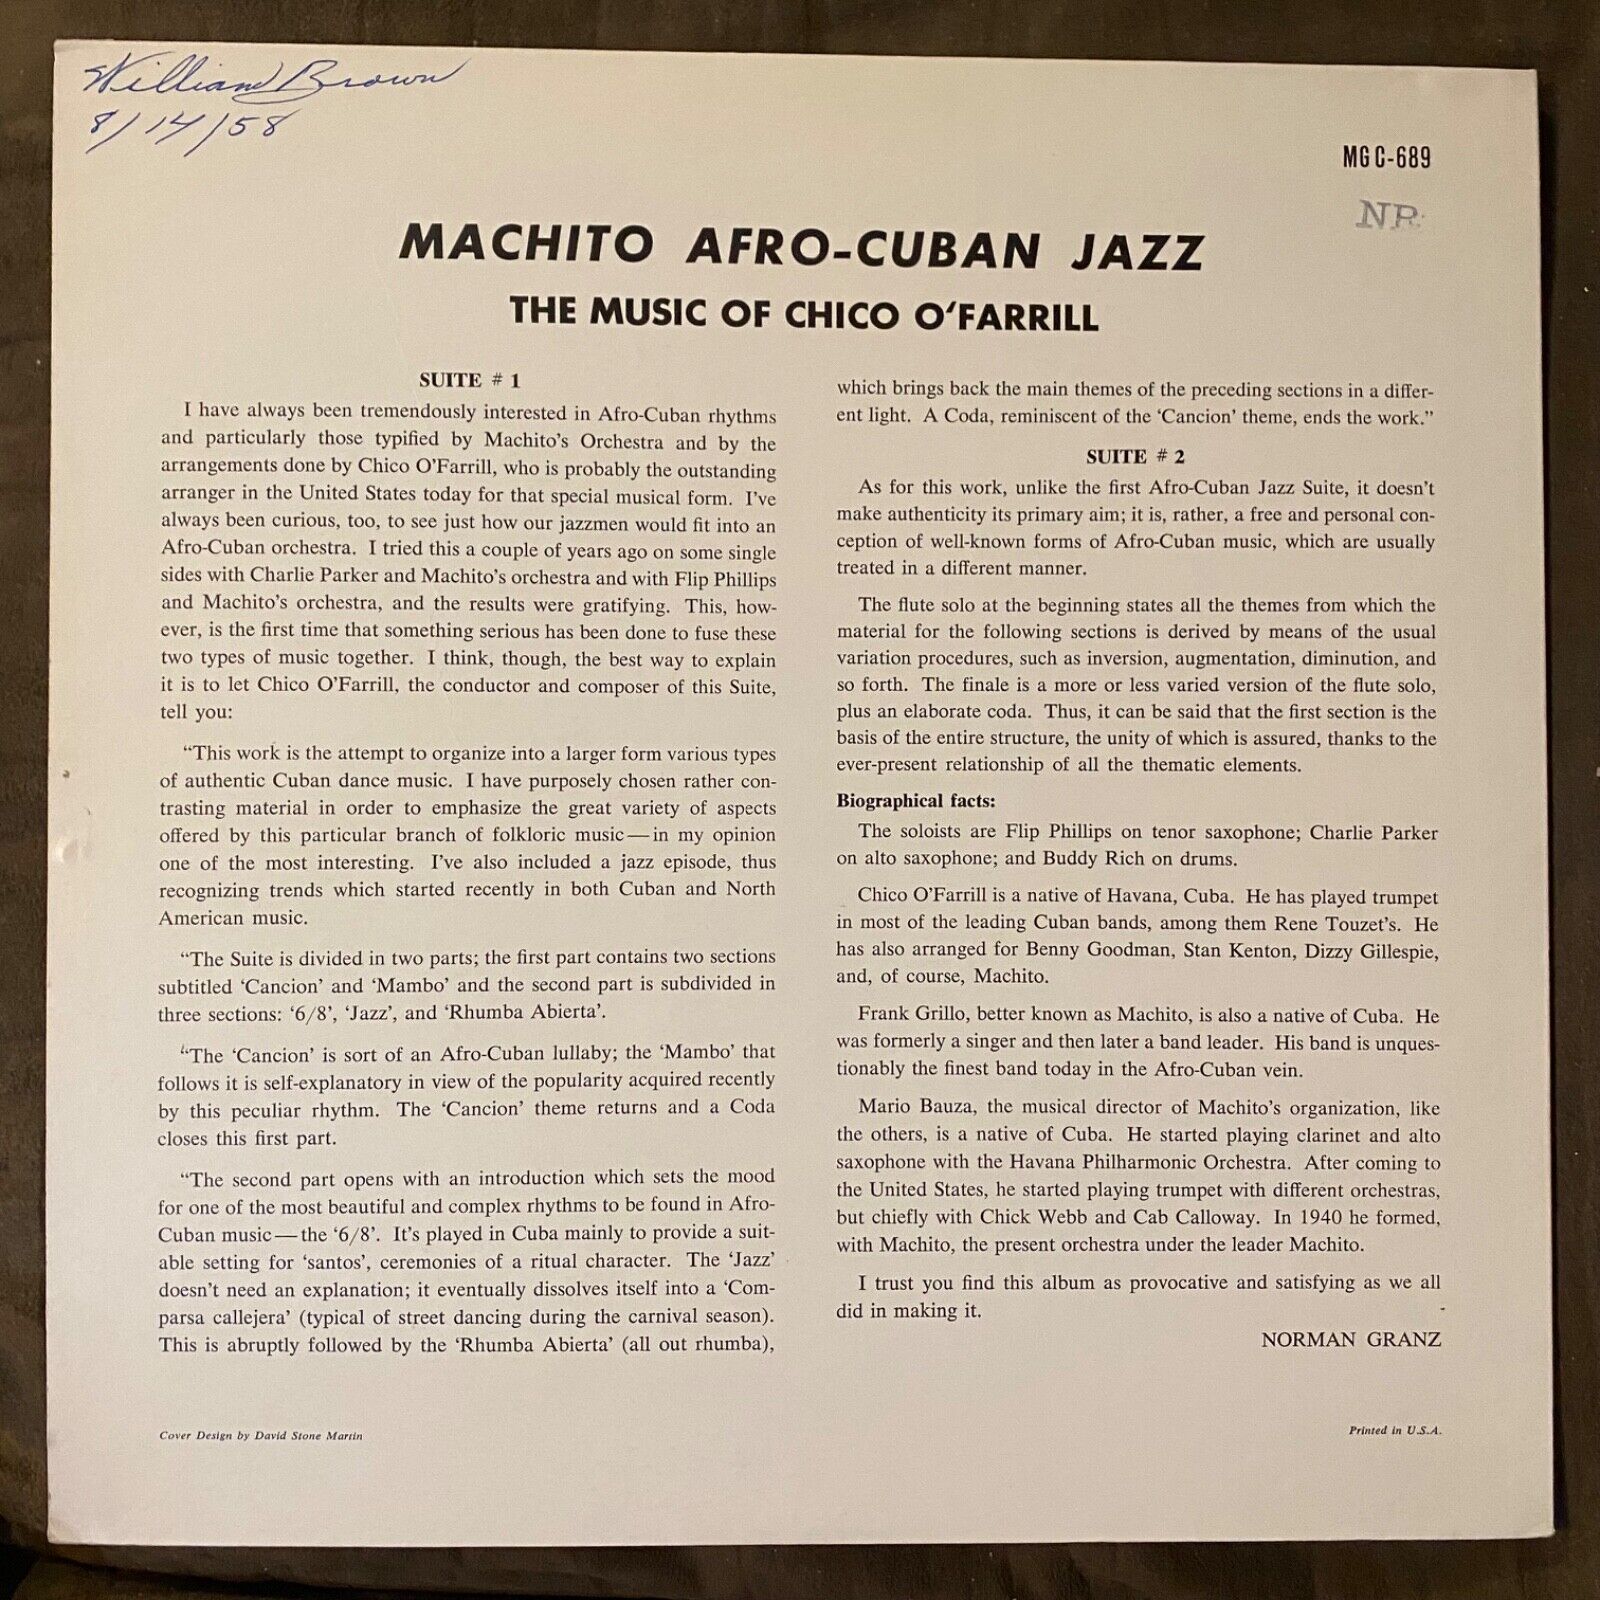 William Brown
8/14/58
MG C-689
NR
MACHITO AFRO-CUBAN JAZZ
THE MUSIC OF CHICO O'FARRILL
SUITE # 1
I have always been tremendously interested in Afro-Cuban rhythms
and particularly those typified by Machito's Orchestra and by the
arrangements done by Chico O'Farrill, who is probably the outstanding
arranger in the United States today for that special musical form. I've
always been curious, too, to see just how our jazzmen would fit into an
Afro-Cuban orchestra. I tried this a couple of years ago on some single
sides with Charlie Parker and Machito's orchestra and with Flip Phillips
and Machito's orchestra, and the results were gratifying. This, how-
ever, is the first time that something serious has been done to fuse these
two types of music together. I think, though, the best way to explain
it is to let Chico O'Farrill, the conductor and composer of this Suite,
tell you:
"This work is the attempt to organize into a larger form various types
of authentic Cuban dance music. I have purposely chosen rather con-
trasting material in order to emphasize the great variety of aspects
offered by this particular branch of folkloric music—in my opinion
one of the most interesting. I've also included a jazz episode, thus
recognizing trends which started recently in both Cuban and North
American music.
"The Suite is divided in two parts; the first part contains two sections
subtitled 'Cancion' and 'Mambo' and the second part is subdivided in
three sections: '6/8', 'Jazz', and 'Rhumba Abierta'.
"The 'Cancion' is sort of an Afro-Cuban lullaby; the 'Mambo' that
follows it is self-explanatory in view of the popularity acquired recently
by this peculiar rhythm. The 'Cancion' theme returns and a Coda
closes this first part.
"The second part opens with an introduction which sets the mood
for one of the most beautiful and complex rhythms to be found in Afro-
Cuban music—the '6/8'. It's played in Cuba mainly to provide a suit-
able setting for 'santos', ceremonies of a ritual character. The 'Jazz'
doesn't need an explanation; it eventually dissolves itself into a 'Com-
parsa callejera' (typical of street dancing during the carnival season).
This is abruptly followed by the 'Rhumba Abierta' (all out rhumba),
which brings back the main themes of the preceding sections in a differ-
ent light. A Coda, reminiscent of the 'Cancion' theme, ends the work."
SUITE # 2
As for this work, unlike the first Afro-Cuban Jazz Suite, it doesn't
make authenticity its primary aim; it is, rather, a free and personal con-
ception of well-known forms of Afro-Cuban music, which are usually
treated in a different manner.
The flute solo at the beginning states all the themes from which the
material for the following sections is derived by means of the usual
variation procedures, such as inversion, augmentation, diminution, and
so forth. The finale is a more or less varied version of the flute solo,
plus an elaborate coda. Thus, it can be said that the first section is the
basis of the entire structure, the unity of which is assured, thanks to the
ever-present relationship of all the thematic elements.
Biographical facts:
The soloists are Flip Phillips on tenor saxophone; Charlie Parker
on alto saxophone; and Buddy Rich on drums.
Chico O'Farrill is a native of Havana, Cuba. He has played trumpet
in most of the leading Cuban bands, among them Rene Touzet's. He
has also arranged for Benny Goodman, Stan Kenton, Dizzy Gillespie,
and, of course, Machito.
Frank Grillo, better known as Machito, is also a native of Cuba. He
was formerly a singer and then later a band leader. His band is unques-
tionably the finest band today in the Afro-Cuban vein.
Mario Bauza, the musical director of Machito's organization, like
the others, is a native of Cuba. He started playing clarinet and alto
saxophone with the Havana Philharmonic Orchestra. After coming to
the United States, he started playing trumpet with different orchestras,
but chiefly with Chick Webb and Cab Calloway. In 1940 he formed,
with Machito, the present orchestra under the leader Machito.
I trust you find this album as provocative and satisfying as we all
did in making it.
NORMAN GRANZ
Cover Design by David Stone Martin
Printed in U.S.A.